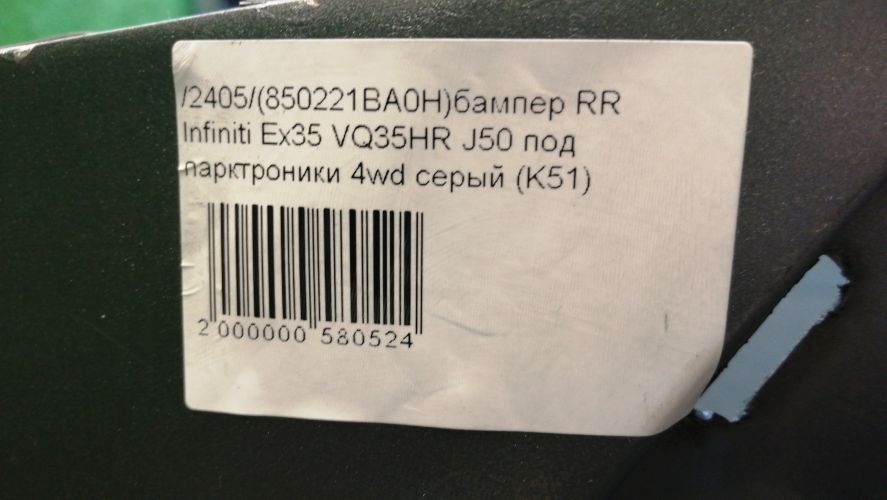 /2405/(850221BA0H)бампер RR
Infiniti Ex35 VQ35HR J50 под
парктроники 4wd серый (K51)
2 000000 580524